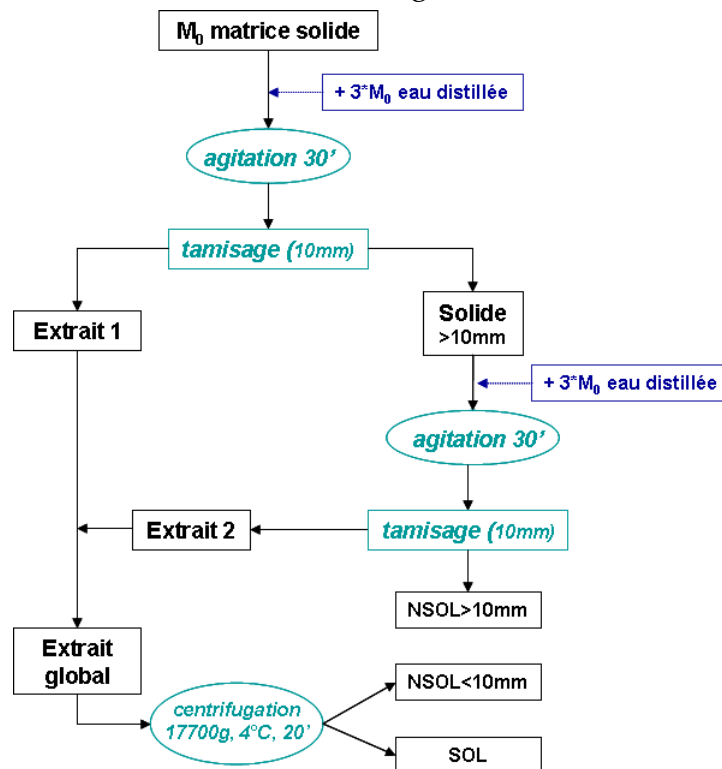 M₀ matrice solide
+ 3*M₀ eau distillée
agitation 30'
tamisage (10mm)
Extrait 1
Solide
>10mm
+ 3*M₀ eau distillée
agitation 30'
Extrait 2
tamisage (10mm)
NSOL>10mm
Extrait
global
NSOL<10mm
centrifugation
17700g, 4°C, 20'
SOL